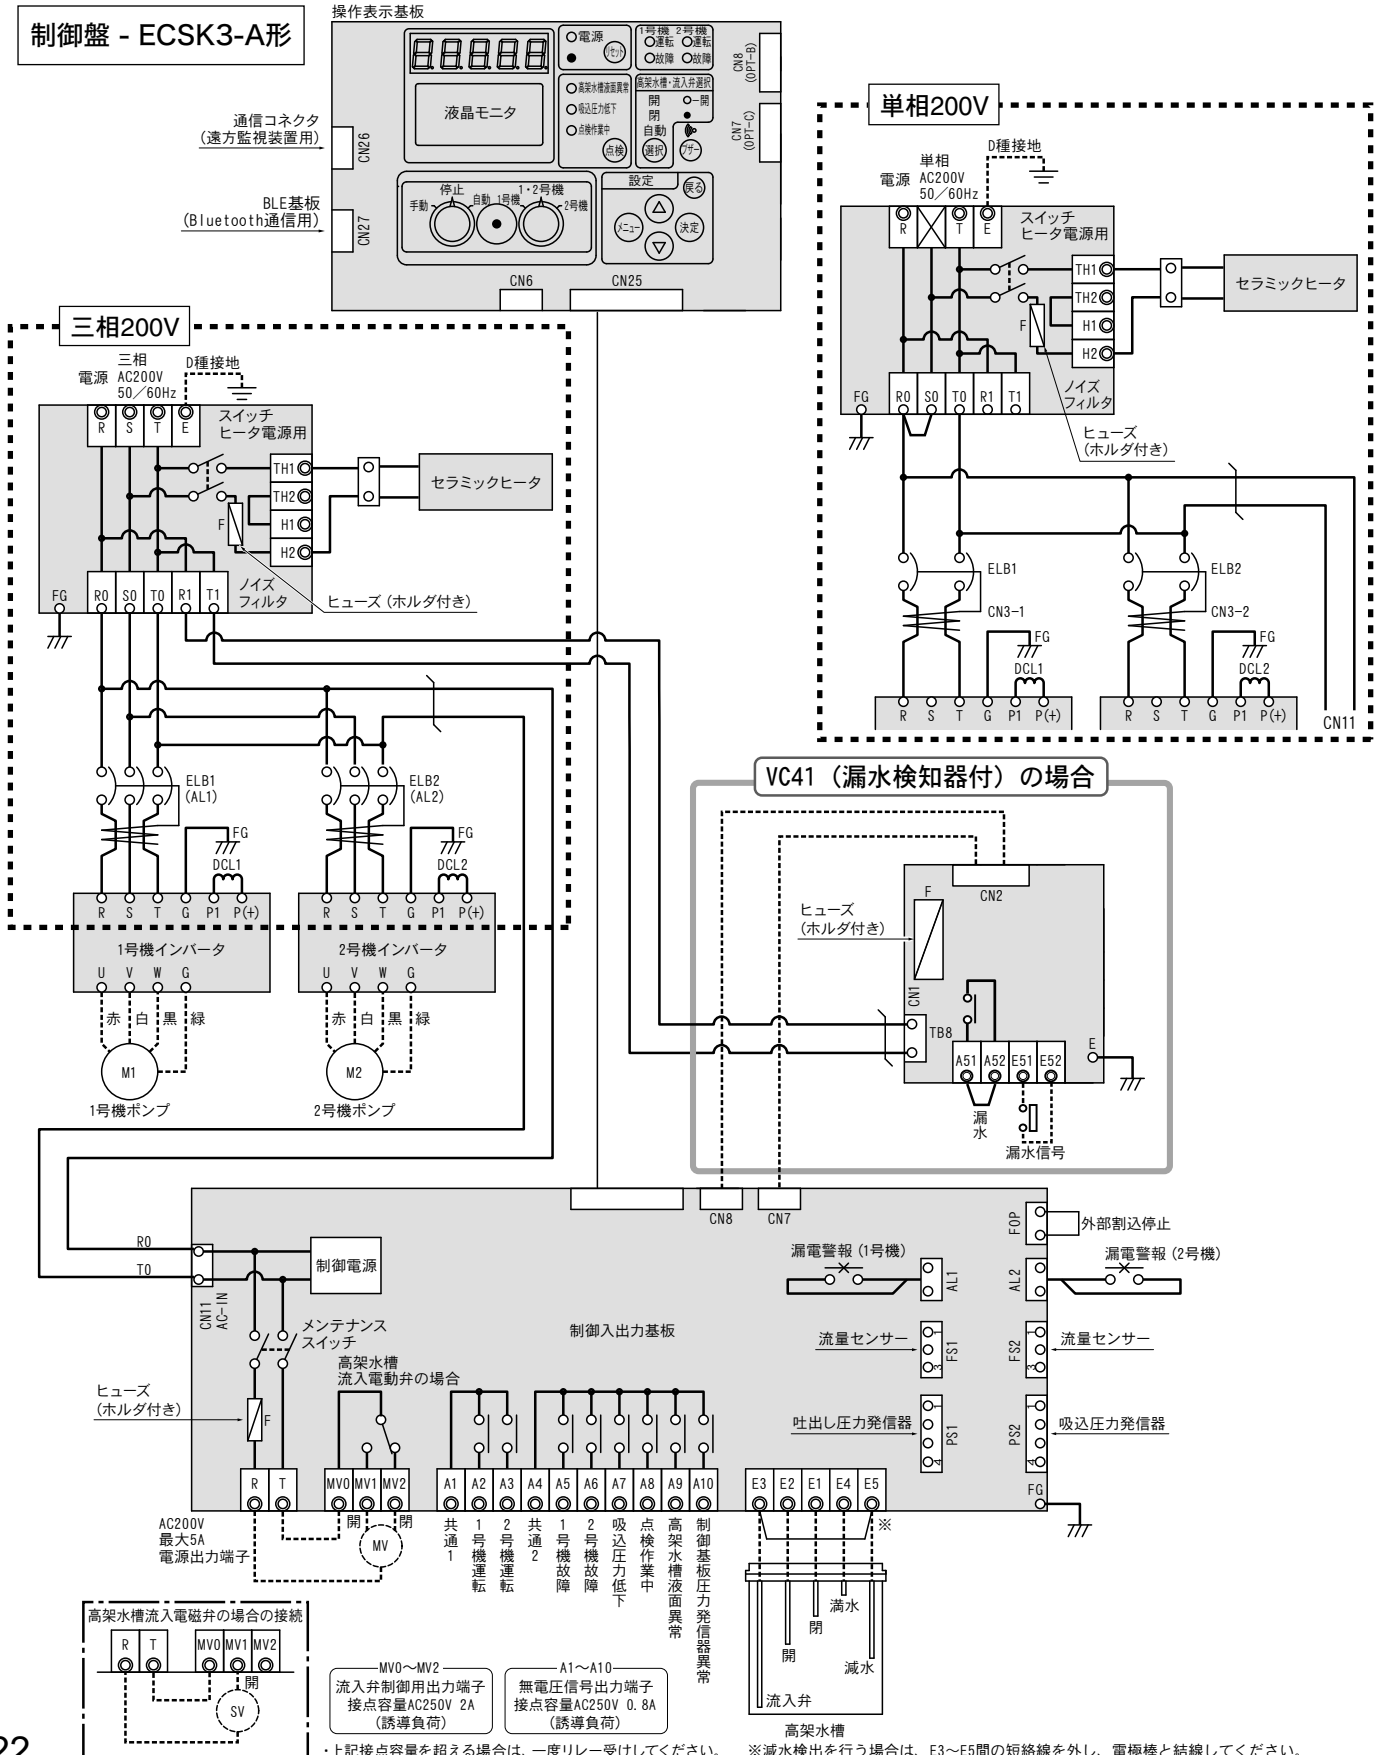 制御盤 - ECSK3-A形
操作表示基板
電源
リセット
1号機 2号機
運転 運転
故障 故障
CN8
(OPT-B)
液晶モニタ
高架水槽液面異常
吸込圧力低下
点検作業中
点検
高架水槽・流入弁選択
開
閉
自動
開
選択
ブザー
CN7
(OPT-C)
通信コネクタ
(遠方監視装置用)
CN26
BLE基板
(Bluetooth通信用)
CN27
停止
手動
自動
1・2号機
1号機
2号機
設定
戻る
メニュー
決定
CN6
CN25
単相200V
D種接地
単相
電源 AC200V
50/60Hz
R T E
スイッチ
ヒータ電源用
TH1
TH2
H1
H2
F
セラミックヒータ
FG
R0 S0 T0 R1 T1
ノイズ
フィルタ
ヒューズ
(ホルダ付き)
ELB1
ELB2
CN3-1
CN3-2
FG
FG
DCL1
DCL2
R S T G P1 P(+)
R S T G P1 P(+)
CN11
三相200V
三相
電源 AC200V
50/60Hz
D種接地
R S T E
スイッチ
ヒータ電源用
TH1
TH2
H1
H2
F
セラミックヒータ
FG
R0 S0 T0 R1 T1
ノイズ
フィルタ
ヒューズ(ホルダ付き)
ELB1
(AL1)
ELB2
(AL2)
FG
FG
DCL1
DCL2
R S T G P1 P(+)
R S T G P1 P(+)
1号機インバータ
2号機インバータ
U V W G
U V W G
赤 白 黒 緑
赤 白 黒 緑
M1
M2
1号機ポンプ
2号機ポンプ
VC41(漏水検知器付)の場合
CN2
F
ヒューズ
(ホルダ付き)
CN1
TB8
A51 A52 E51 E52
E
漏水
漏水信号
CN8
CN7
R0
T0
CN11
AC-IN
制御電源
メンテナンス
スイッチ
制御入出力基板
漏電警報(1号機)
AL1
FOP
外部割込停止
AL2
漏電警報(2号機)
流量センサー
1
3
FS1
FS2
1
3
流量センサー
吐出し圧力発信器
1
4
PS1
PS2
1
4
吸込圧力発信器
FG
ヒューズ
(ホルダ付き)
F
高架水槽
流入電動弁の場合
R T
MV0 MV1 MV2
A1 A2 A3 A4 A5 A6 A7 A8 A9 A10
E3 E2 E1 E4 E5
AC200V
最大5A
電源出力端子
開
閉
MV
共通1
1号機運転
2号機運転
共通2
1号機故障
2号機故障
吸込圧力低下
点検作業中
高架水槽液面異常
制御基板圧力発信器異常
※
満水
閉
開
減水
流入弁
高架水槽
高架水槽流入電磁弁の場合の接続
R T
MV0 MV1 MV2
開
SV
MV0~MV2
流入弁制御用出力端子
接点容量AC250V 2A
(誘導負荷)
A1~A10
無電圧信号出力端子
接点容量AC250V 0.8A
(誘導負荷)
・上記接点容量を超える場合は、一度リレー受けしてください。
※減水検出を行う場合は、E3~E5間の短絡線を外し、電極棒と結線してください。
22